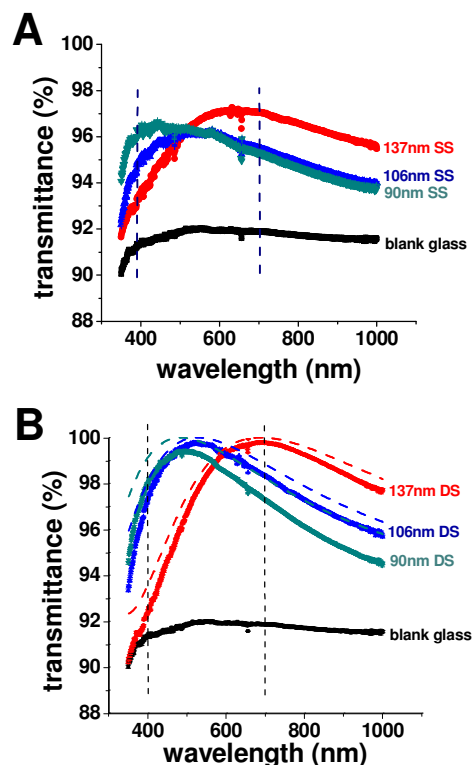 A
transmittance (%)
100
98
96
94
92
90
88
137nm SS
106nm SS
90nm SS
blank glass
400 600 800 1000
wavelength (nm)
B
transmittance (%)
100
98
96
94
92
90
88
137nm DS
106nm DS
90nm DS
blank glass
400 600 800 1000
wavelength (nm)